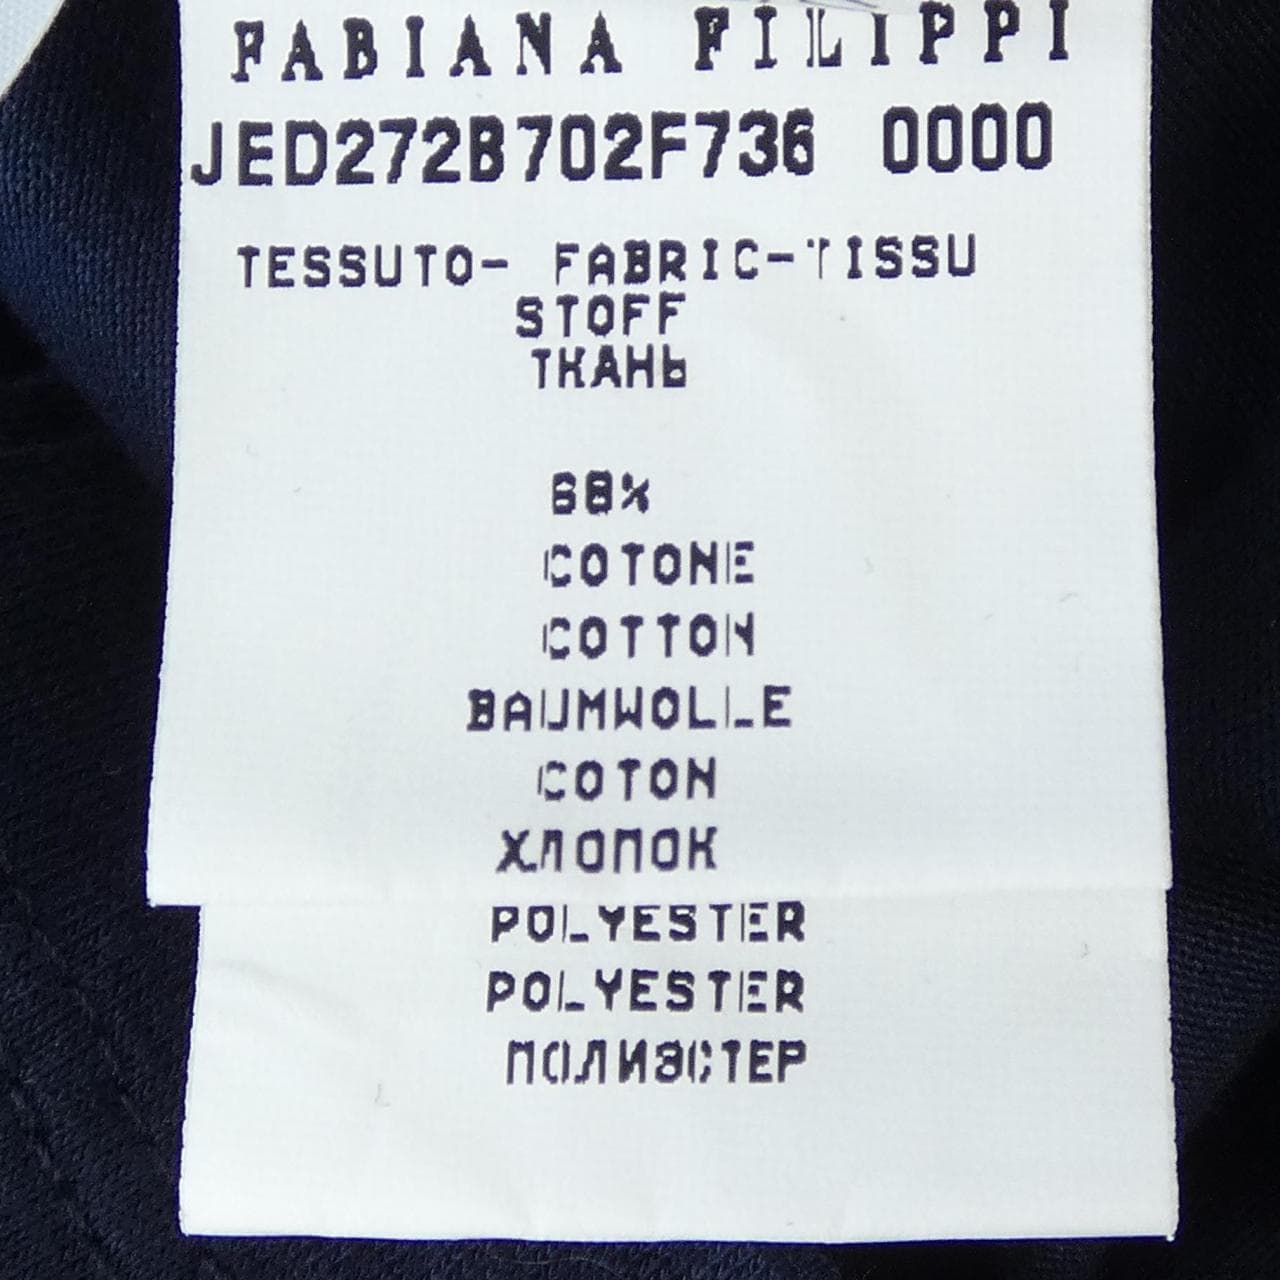 FABIANA FILIPPI
JED272B702F736 0000
TESSUTO- FABRIC-TISSU
STOFF
ТКАНЬ
68%
COTONE
COTTON
BAUMWOLLE
COTON
ХЛОПОК
POLYESTER
POLYESTER
ПОЛИЭСТЕР